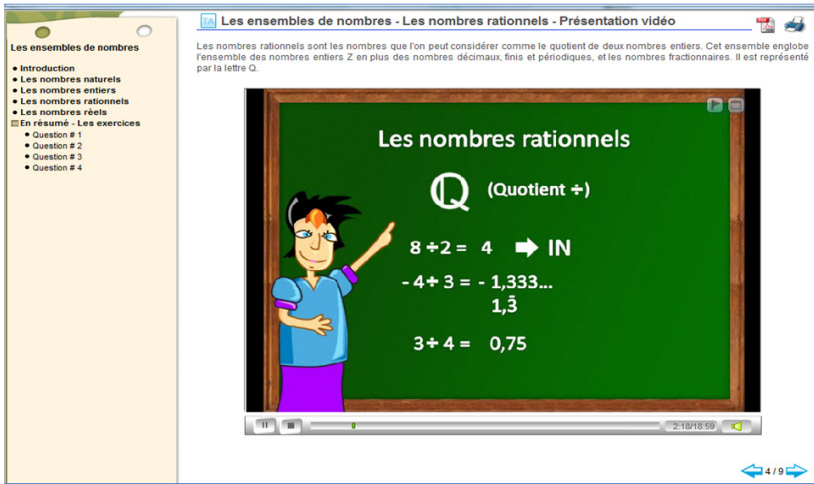 TA Les ensembles de nombres - Les nombres rationnels - Présentation vidéo
Les ensembles de nombres
• Introduction
• Les nombres naturels
• Les nombres entiers
• Les nombres rationnels
• Les nombres réels
En résumé - Les exercices
• Question # 1
• Question # 2
• Question # 3
• Question # 4
Les nombres rationnels sont les nombres que l'on peut considérer comme le quotient de deux nombres entiers. Cet ensemble englobe
l'ensemble des nombres entiers Z en plus des nombres décimaux, finis et périodiques, et les nombres fractionnaires. Il est représenté
par la lettre Q.
Les nombres rationnels
Q (Quotient ÷)
8 ÷ 2 = 4 ➡ IN
- 4 ÷ 3 = - 1,333...
1,3̄
3 ÷ 4 = 0,75
2:18/18:59
4 / 9